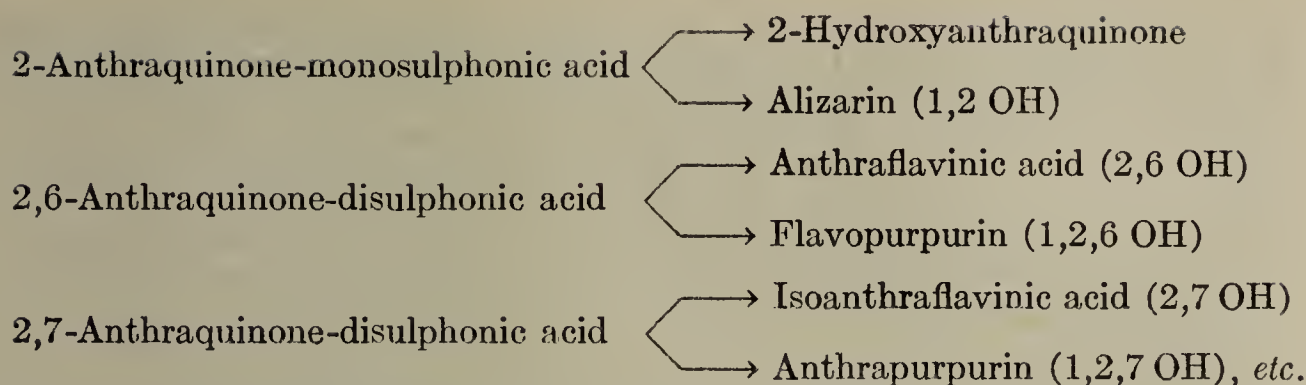 2-Hydroxyanthraquinone
2-Anthraquinone-monosulphonic acid
Alizarin (1,2 OH)
Anthraflavinic acid (2,6 OH)
2,6-Anthraquinone-disulphonic acid
Flavopurpurin (1,2,6 OH)
Isoanthraflavinic acid (2,7 OH)
2,7-Anthraquinone-disulphonic acid
Anthrapurpurin (1,2,7 OH), etc.